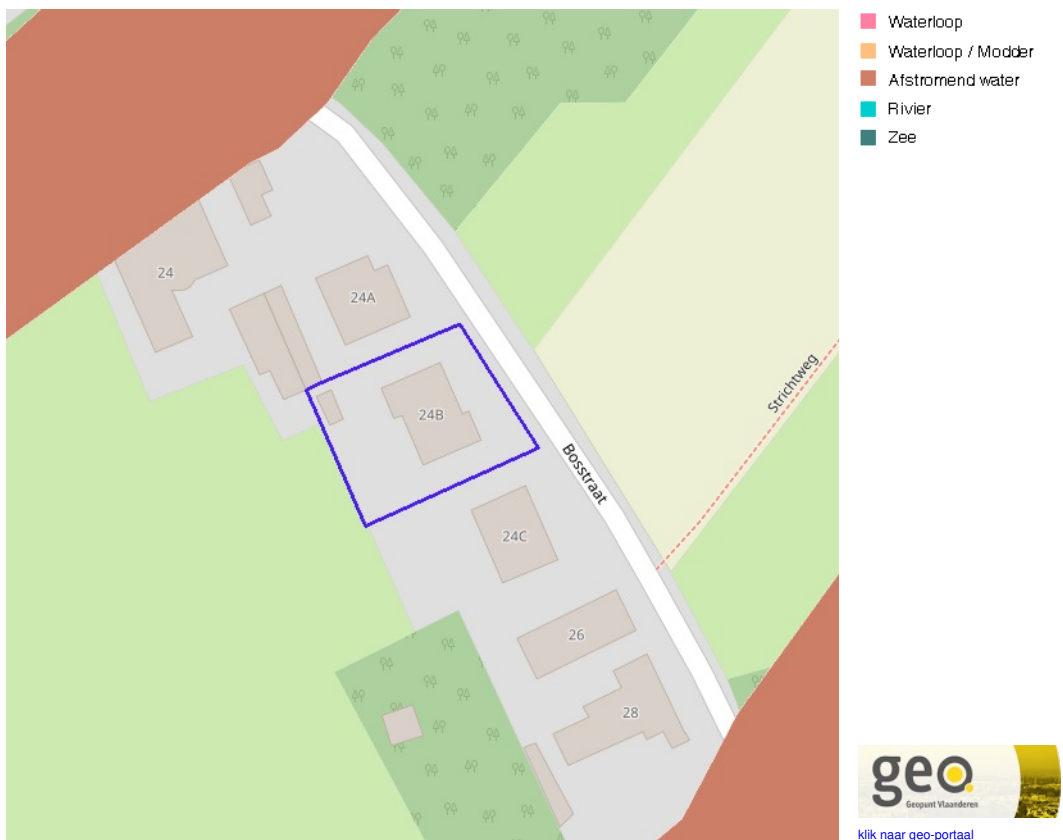 Waterloop
Waterloop / Modder
Afstromend water
Rivier
Zee
24
24A
24B
Strichtweg
Bosstraat
24C
26
28
geo
Geopunt Vlaanderen
klik naar geo-portaal